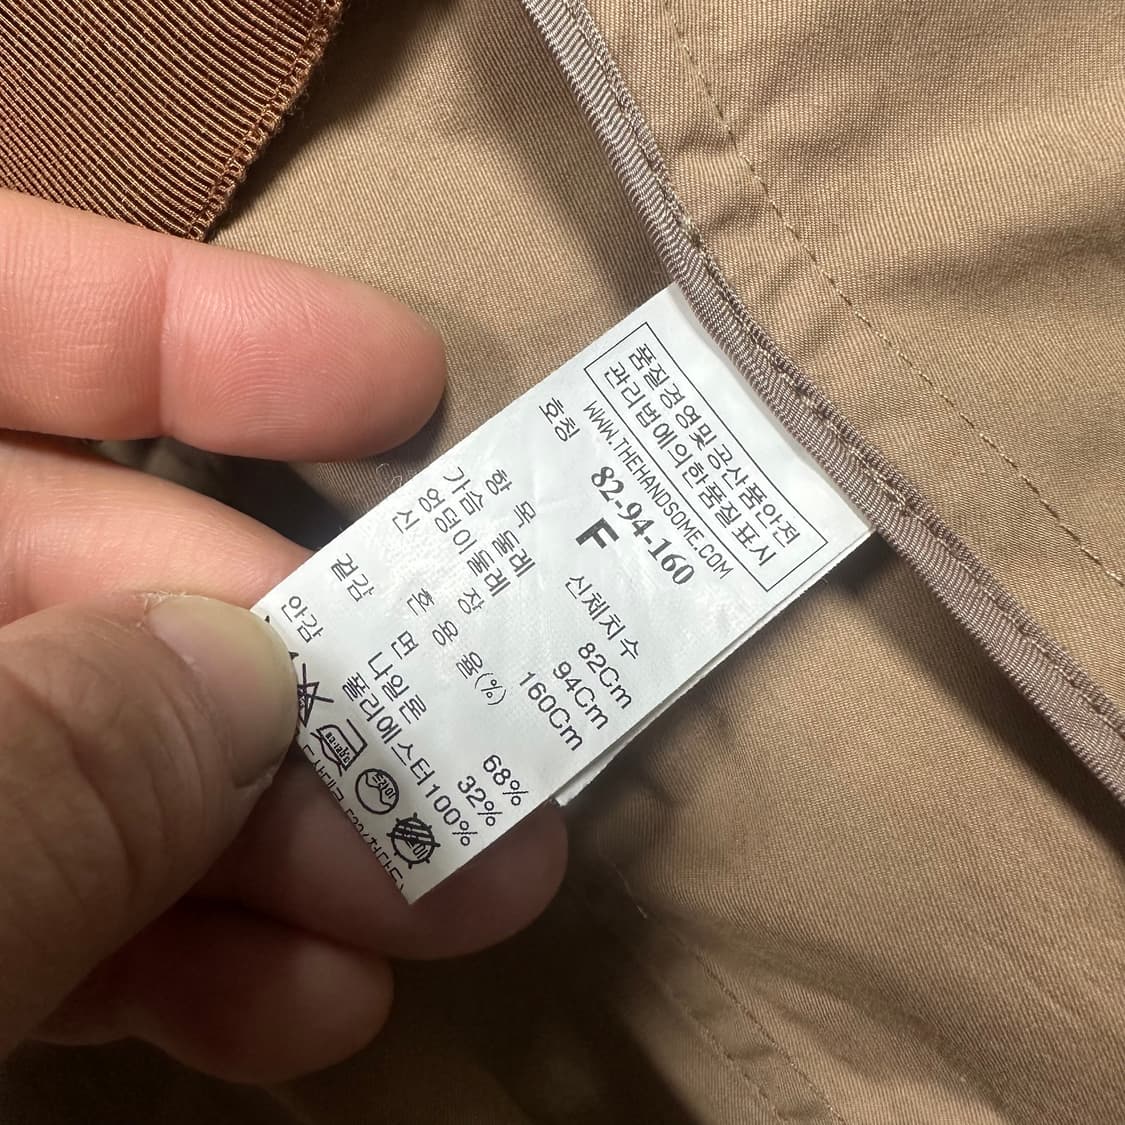 품질경영및공산품안전
관리법에의한품질표시
WWW.THEHANDSOME.COM
호칭 82-94-160
F
항 목 신체치수
가슴둘레 82Cm
엉덩이둘레 94Cm
신 장 160Cm
혼 용 율(%)
겉감 면 68%
나일론 32%
안감 폴리에스터100%
드라이